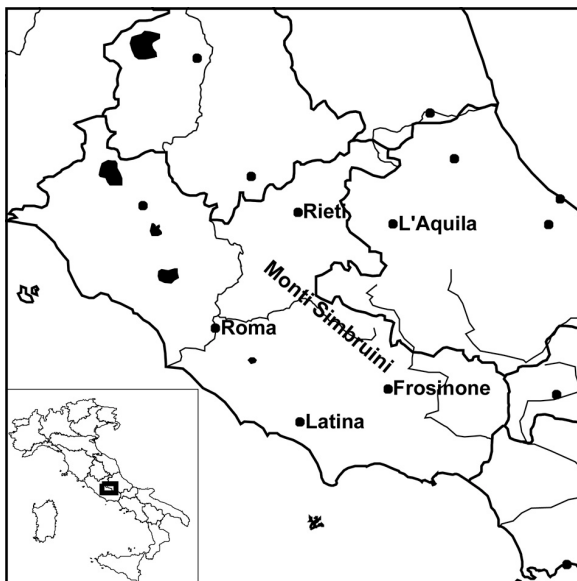 Rieti
L'Aquila
Monti Simbruini
Roma
Frosinone
Latina